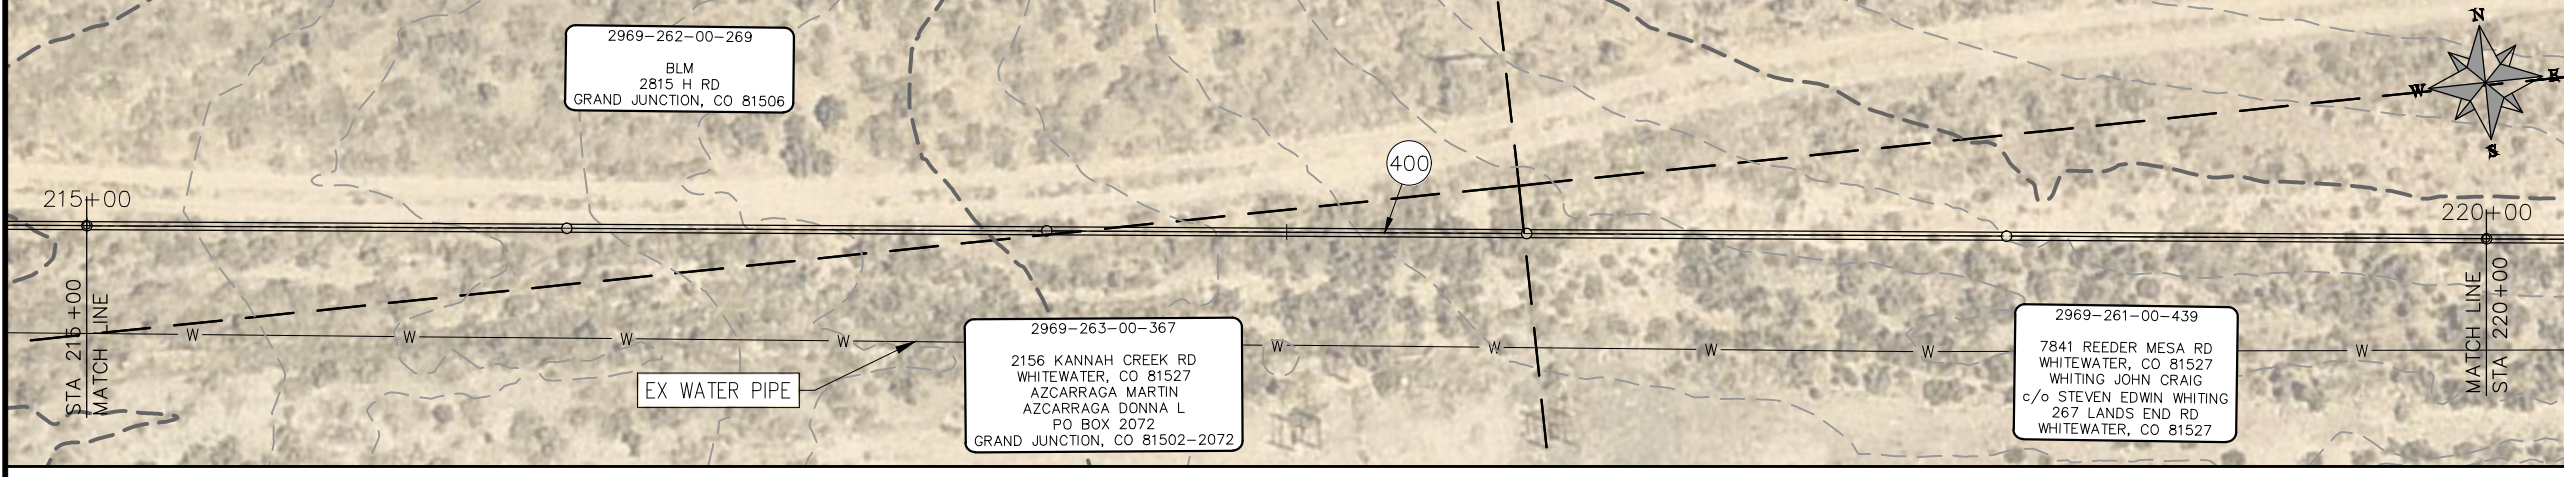 2969-262-00-269
BLM
2815 H RD
GRAND JUNCTION, CO 81506
N
W
E
S
400
215+00
220+00
STA 215+00
MATCH LINE
MATCH LINE
STA 220+00
W
W
W
W
W
W
W
W
W
EX WATER PIPE
2969-263-00-367
2156 KANNAH CREEK RD
WHITEWATER, CO 81527
AZCARRAGA MARTIN
AZCARRAGA DONNA L
PO BOX 2072
GRAND JUNCTION, CO 81502-2072
2969-261-00-439
7841 REEDER MESA RD
WHITEWATER, CO 81527
WHITING JOHN CRAIG
c/o STEVEN EDWIN WHITING
267 LANDS END RD
WHITEWATER, CO 81527